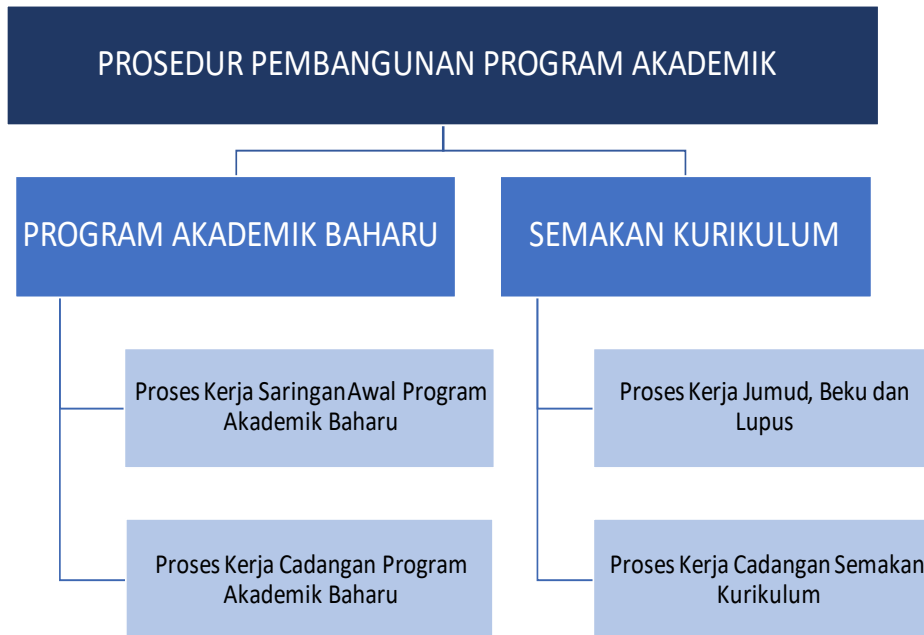 PROSEDUR PEMBANGUNAN PROGRAM AKADEMIK
PROGRAM AKADEMIK BAHARU
SEMAKAN KURIKULUM
Proses Kerja Saringan Awal Program
Akademik Baharu
Proses Kerja Jumud, Beku dan
Lupus
Proses Kerja Cadangan Program
Akademik Baharu
Proses Kerja Cadangan Semakan
Kurikulum